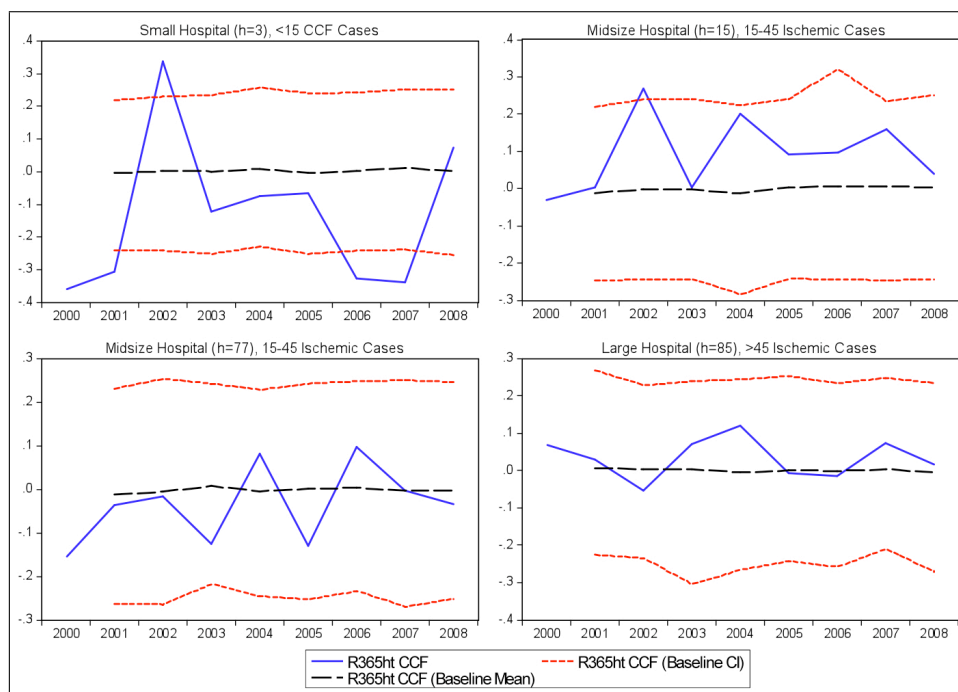 Small Hospital (h=3), <15 CCF Cases
.4
.3
.2
.1
.0
-.1
-.2
-.3
-.4
2000 2001 2002 2003 2004 2005 2006 2007 2008
Midsize Hospital (h=15), 15-45 Ischemic Cases
.4
.3
.2
.1
.0
-.1
-.2
-.3
2000 2001 2002 2003 2004 2005 2006 2007 2008
Midsize Hospital (h=77), 15-45 Ischemic Cases
.3
.2
.1
.0
-.1
-.2
-.3
2000 2001 2002 2003 2004 2005 2006 2007 2008
Large Hospital (h=85), >45 Ischemic Cases
.3
.2
.1
.0
-.1
-.2
-.3
-.4
2000 2001 2002 2003 2004 2005 2006 2007 2008
R365ht CCF
R365ht CCF (Baseline CI)
R365ht CCF (Baseline Mean)